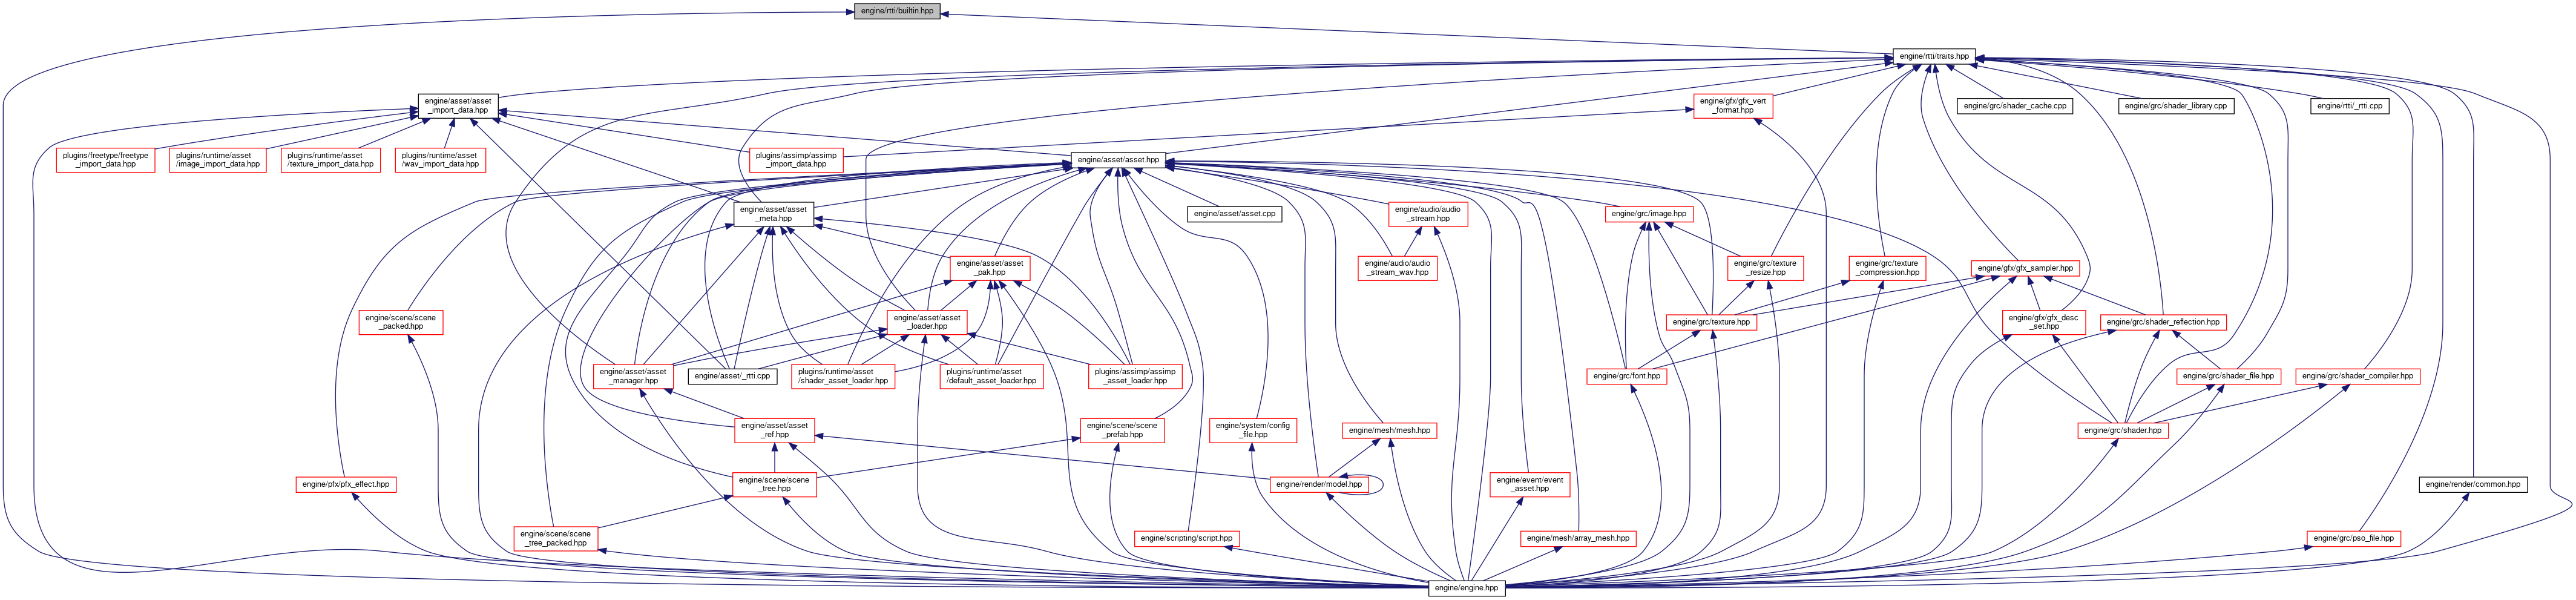 engine/rtti/builtin.hpp
engine/rtti/traits.hpp
engine/asset/asset
_import_data.hpp
engine/gfx/gfx_vert
_format.hpp
engine/grc/shader_cache.cpp
engine/grc/shader_library.cpp
engine/rtti/_rtti.cpp
plugins/freetype/freetype
_import_data.hpp
plugins/runtime/asset
/image_import_data.hpp
plugins/runtime/asset
/texture_import_data.hpp
plugins/runtime/asset
/wav_import_data.hpp
plugins/assimp/assimp
_import_data.hpp
engine/asset/asset.hpp
engine/asset/asset
_meta.hpp
engine/asset/asset.cpp
engine/audio/audio
_stream.hpp
engine/grc/image.hpp
engine/asset/asset
_pak.hpp
engine/audio/audio
_stream_wav.hpp
engine/grc/texture
_resize.hpp
engine/grc/texture
_compression.hpp
engine/gfx/gfx_sampler.hpp
engine/scene/scene
_packed.hpp
engine/asset/asset
_loader.hpp
engine/grc/texture.hpp
engine/gfx/gfx_desc
_set.hpp
engine/grc/shader_reflection.hpp
engine/asset/asset
_manager.hpp
engine/asset/_rtti.cpp
plugins/runtime/asset
/shader_asset_loader.hpp
plugins/runtime/asset
/default_asset_loader.hpp
plugins/assimp/assimp
_asset_loader.hpp
engine/grc/font.hpp
engine/grc/shader_file.hpp
engine/grc/shader_compiler.hpp
engine/asset/asset
_ref.hpp
engine/scene/scene
_prefab.hpp
engine/system/config
_file.hpp
engine/mesh/mesh.hpp
engine/grc/shader.hpp
engine/pfx/pfx_effect.hpp
engine/scene/scene
_tree.hpp
engine/render/model.hpp
engine/event/event
_asset.hpp
engine/render/common.hpp
engine/scene/scene
_tree_packed.hpp
engine/scripting/script.hpp
engine/mesh/array_mesh.hpp
engine/grc/pso_file.hpp
engine/engine.hpp